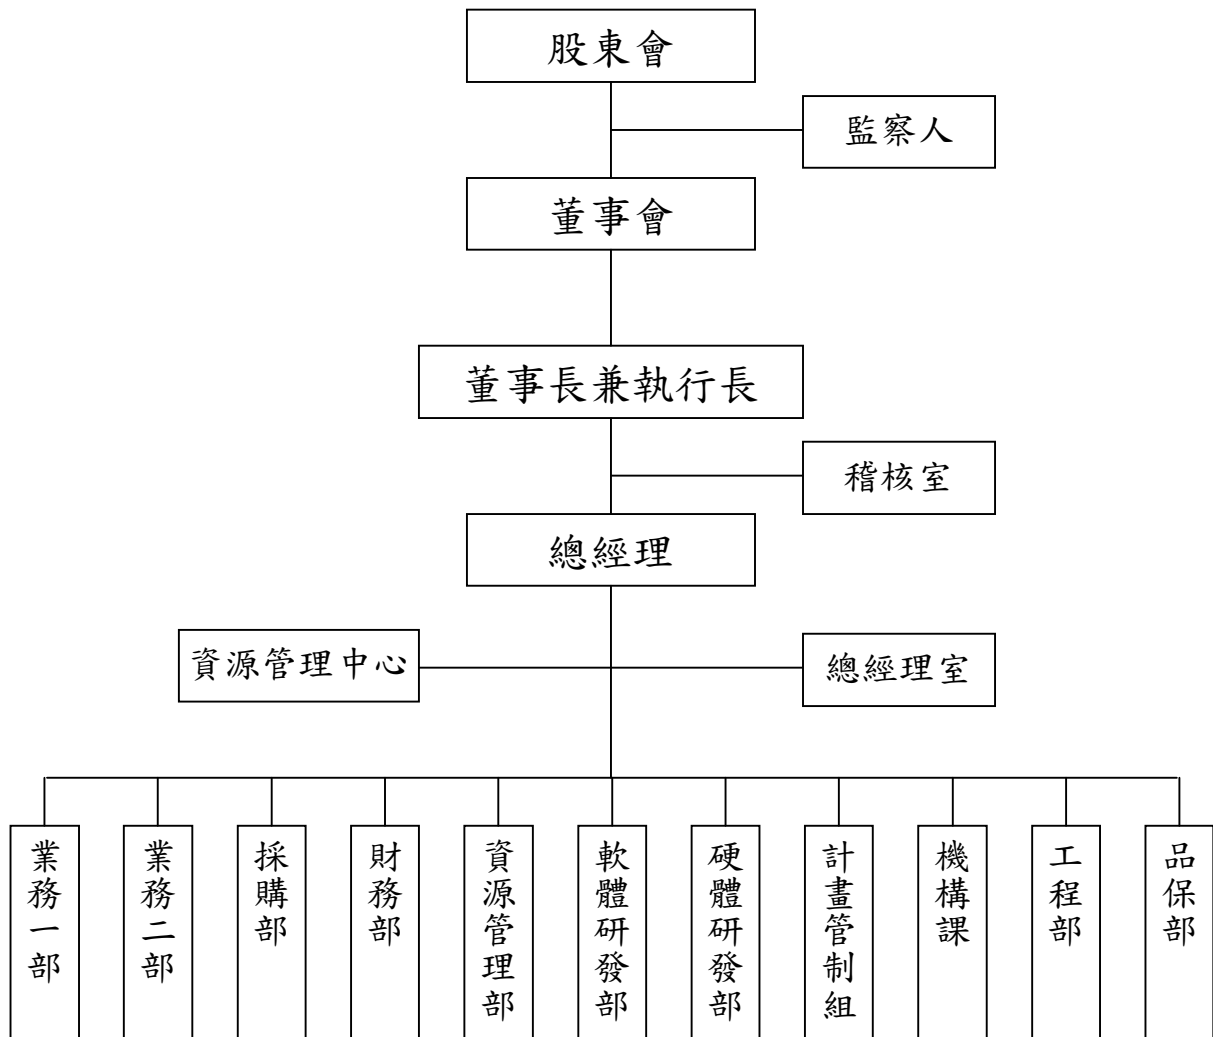 股東會
監察人
董事會
董事長兼執行長
稽核室
總經理
資源管理中心
總經理室
業務一部
業務二部
採購部
財務部
資源管理部
軟體研發部
硬體研發部
計畫管制組
機構課
工程部
品保部